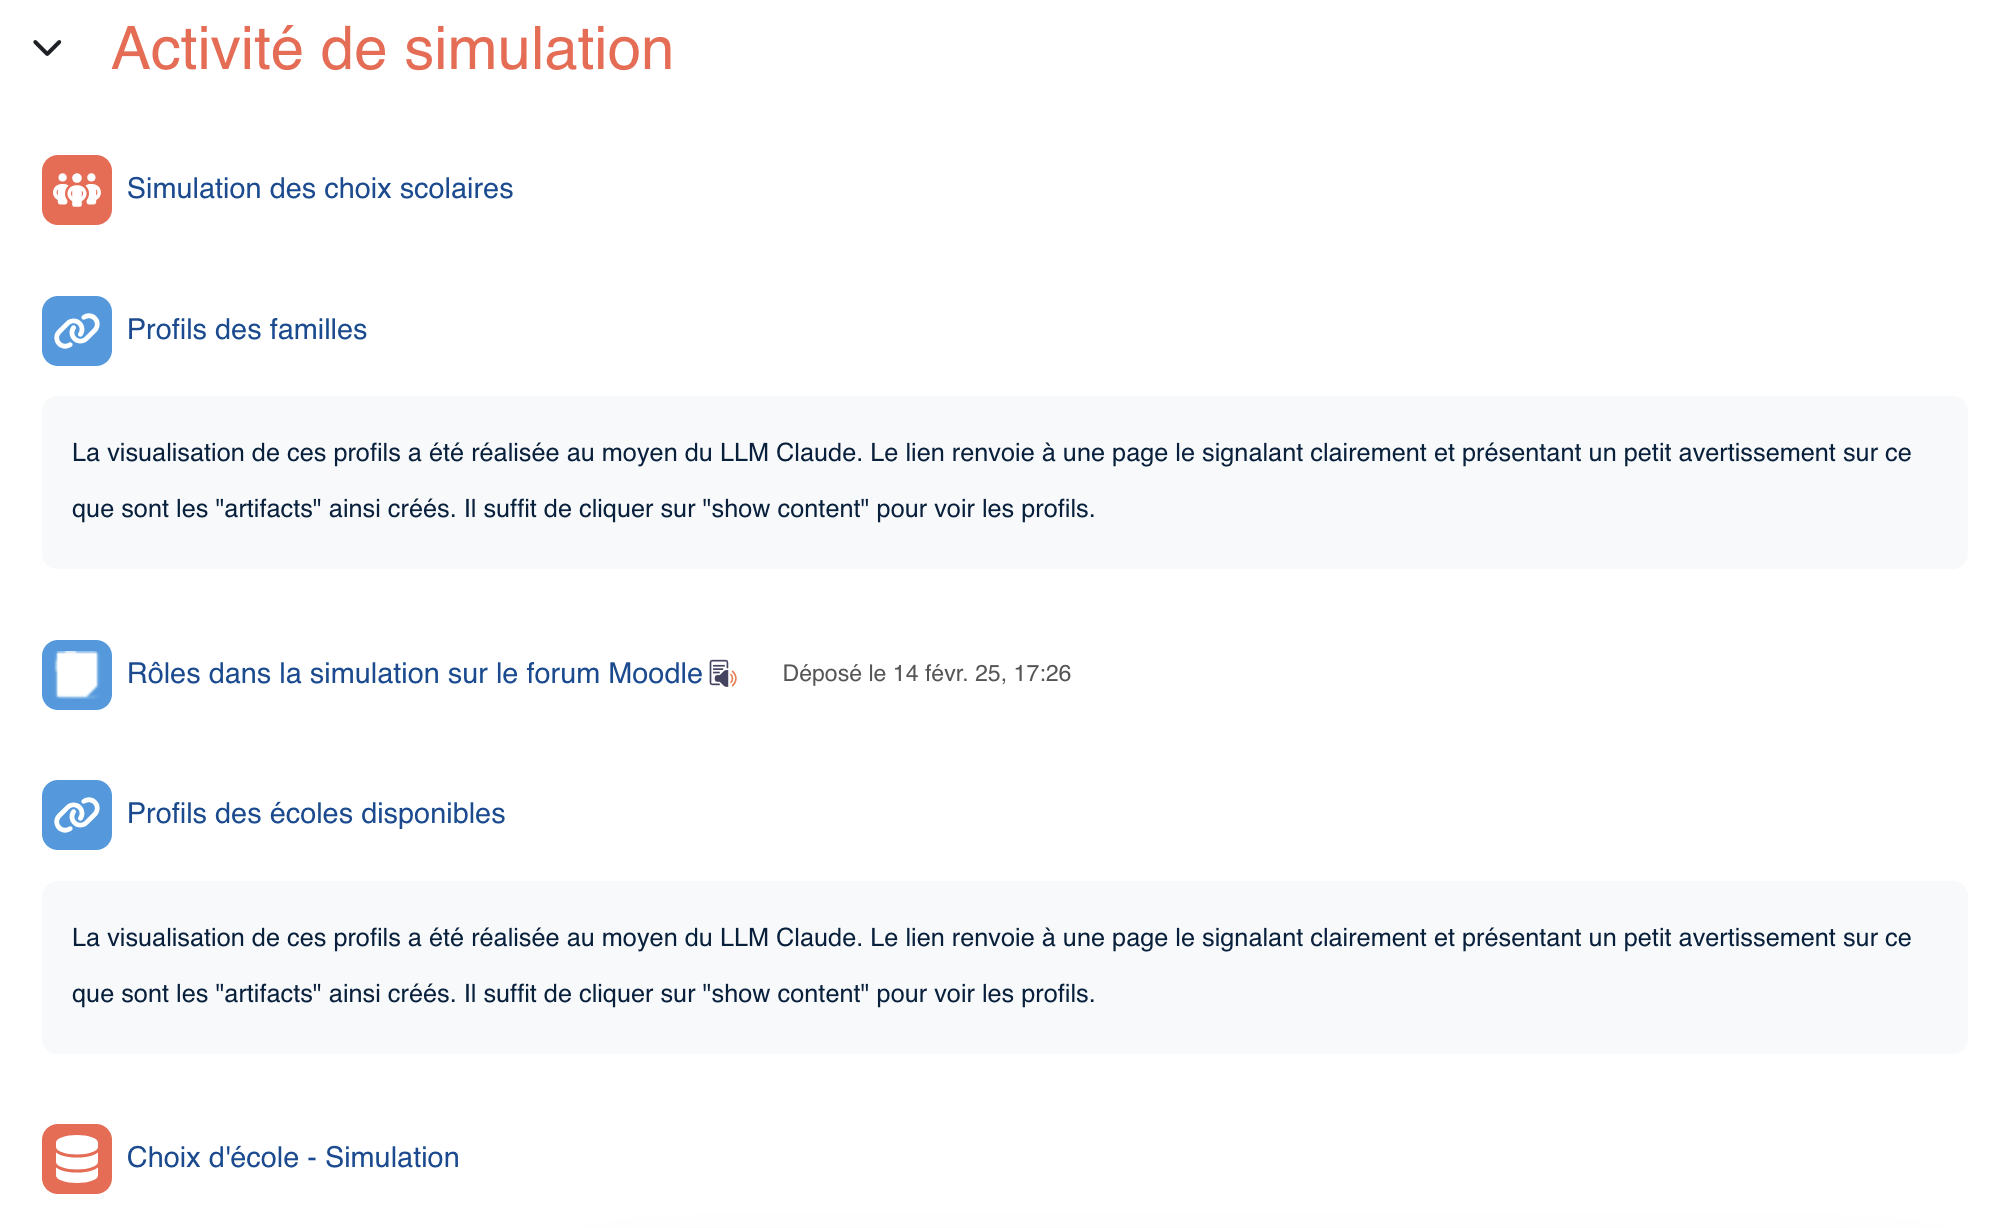 Activité de simulation
Simulation des choix scolaires
Profils des familles
La visualisation de ces profils a été réalisée au moyen du LLM Claude. Le lien renvoie à une page le signalant clairement et présentant un petit avertissement sur ce
que sont les "artifacts" ainsi créés. Il suffit de cliquer sur "show content" pour voir les profils.
Rôles dans la simulation sur le forum Moodle Déposé le 14 févr. 25, 17:26
Profils des écoles disponibles
La visualisation de ces profils a été réalisée au moyen du LLM Claude. Le lien renvoie à une page le signalant clairement et présentant un petit avertissement sur ce
que sont les "artifacts" ainsi créés. Il suffit de cliquer sur "show content" pour voir les profils.
Choix d'école - Simulation